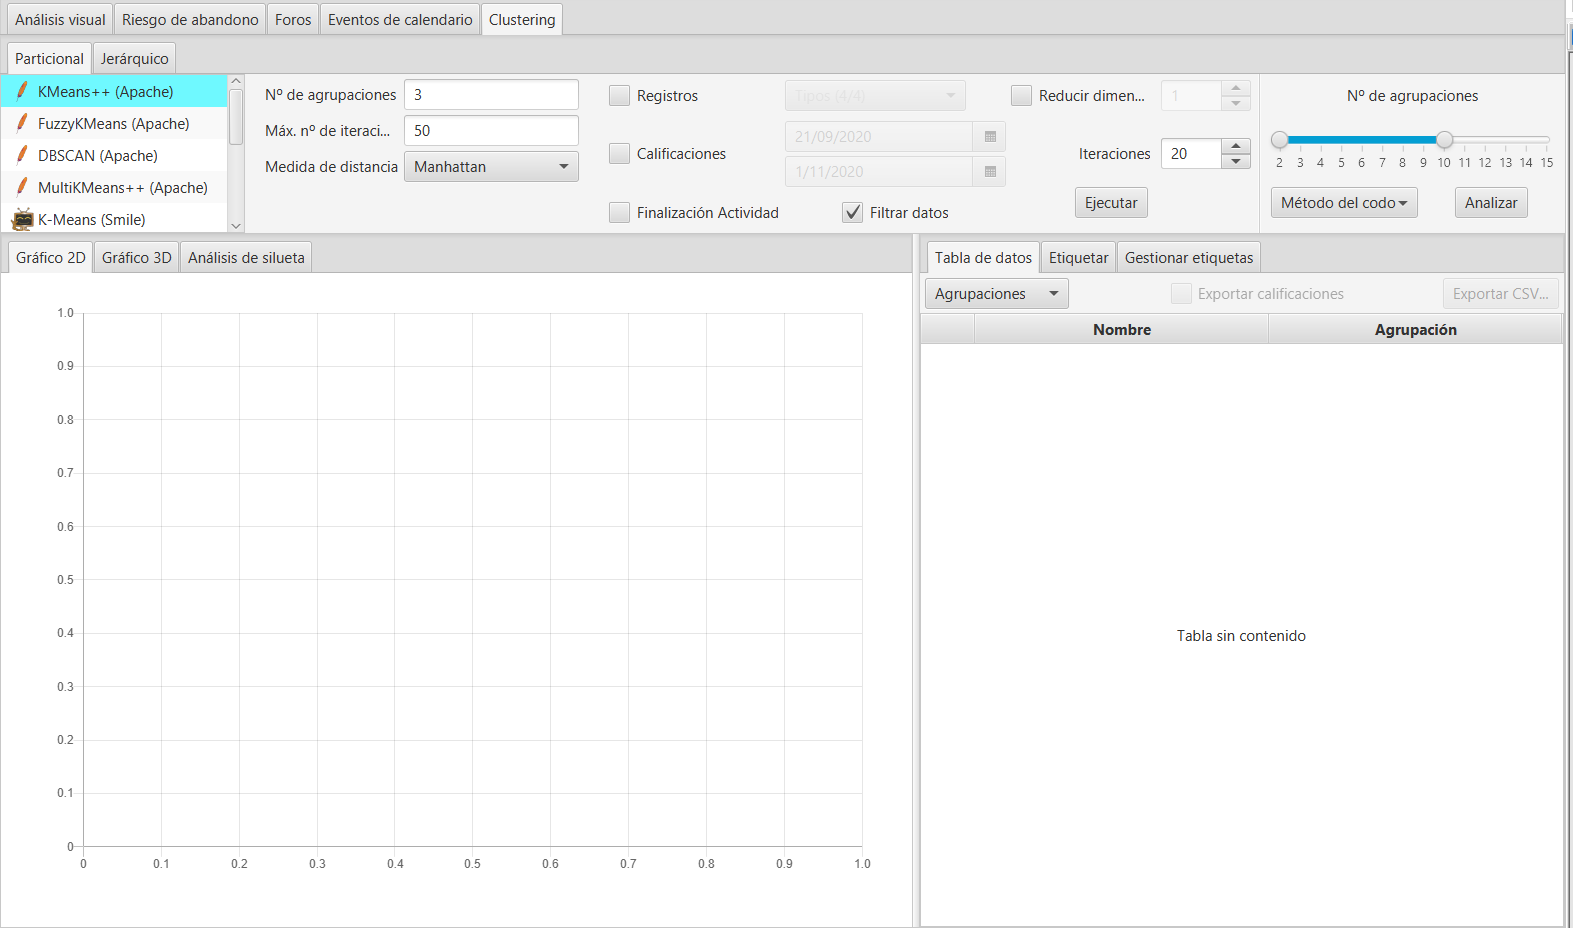 Análisis visual Riesgo de abandono Foros Eventos de calendario Clustering
Particional Jerárquico
KMeans++ (Apache)
FuzzyKMeans (Apache)
DBSCAN (Apache)
MultiKMeans++ (Apache)
K-Means (Smile)
Nº de agrupaciones 3
Máx. nº de iteraci... 50
Medida de distancia Manhattan
Registros Tipos (4/4)
Calificaciones 21/09/2020
1/11/2020
Finalización Actividad Filtrar datos
Reducir dimen... 1
Iteraciones 20
Ejecutar
Nº de agrupaciones
2 3 4 5 6 7 8 9 10 11 12 13 14 15
Método del codo Analizar
Gráfico 2D Gráfico 3D Análisis de silueta
1.0
0.9
0.8
0.7
0.6
0.5
0.4
0.3
0.2
0.1
0
0 0.1 0.2 0.3 0.4 0.5 0.6 0.7 0.8 0.9 1.0
Tabla de datos Etiquetar Gestionar etiquetas
Agrupaciones Exportar calificaciones Exportar CSV...
Nombre Agrupación
Tabla sin contenido